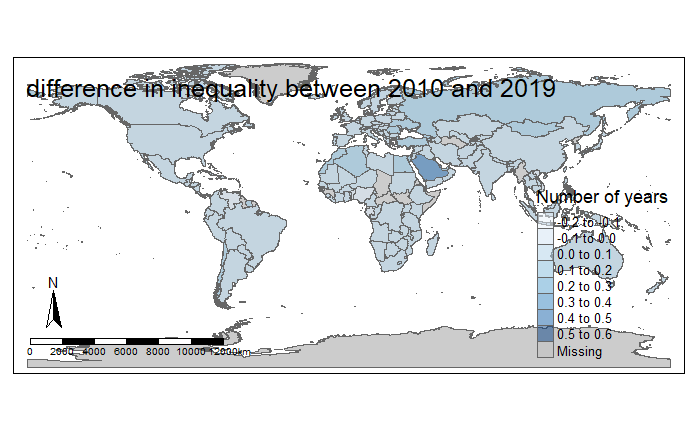 difference in inequality between 2010 and 2019
Number of years
-0.2 to -0.1
-0.1 to 0.0
0.0 to 0.1
0.1 to 0.2
0.2 to 0.3
0.3 to 0.4
0.4 to 0.5
0.5 to 0.6
Missing
N
0 2000 4000 6000 8000 10000 12000km